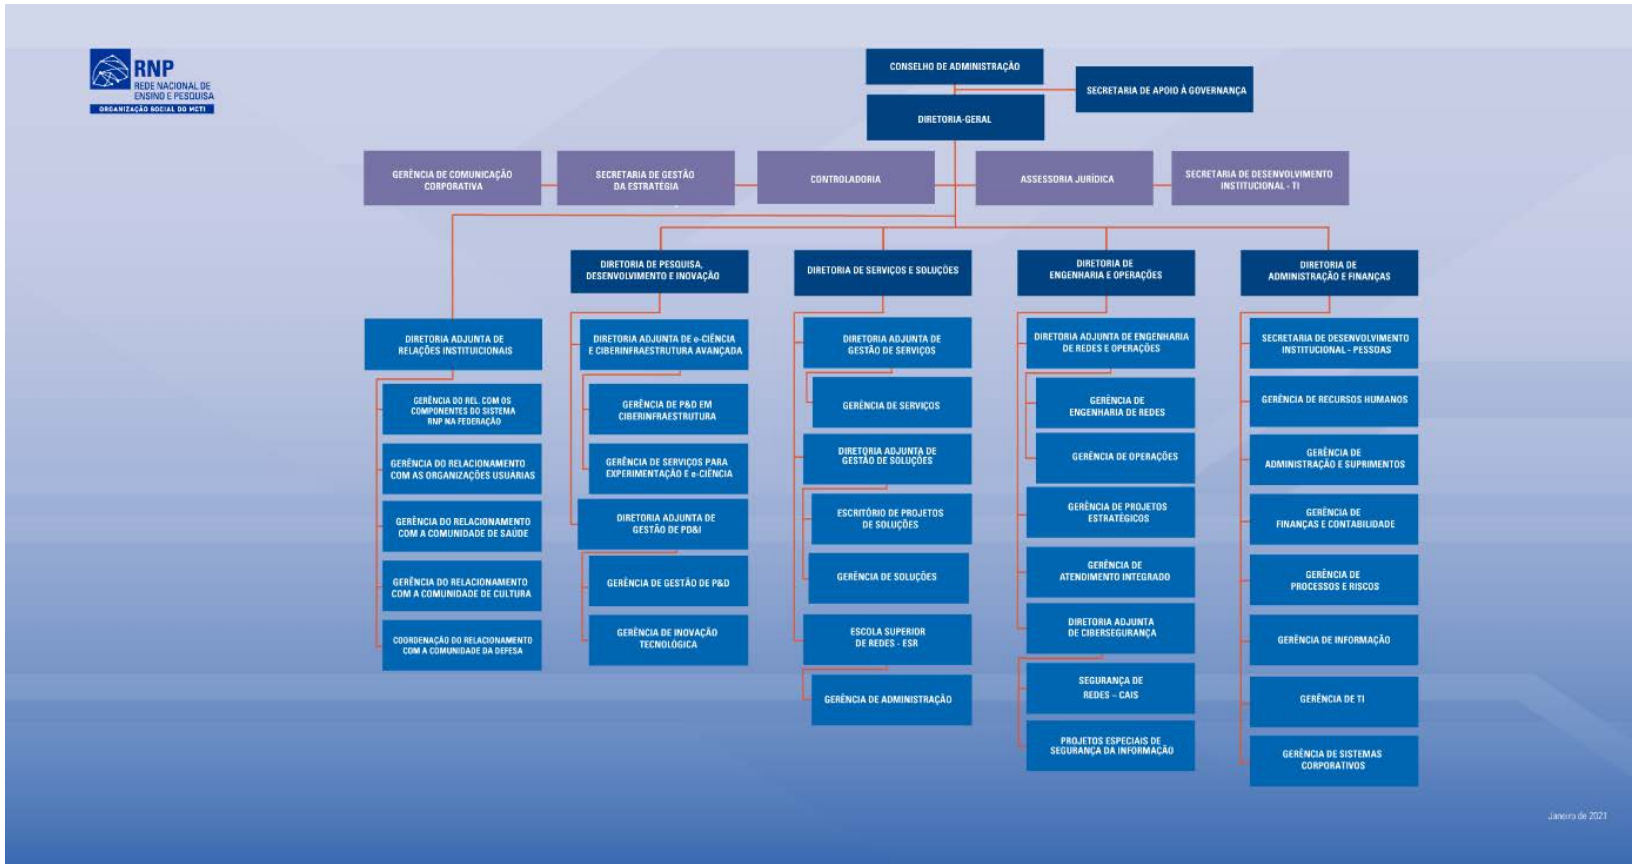 RNP
REDE NACIONAL DE
ENSINO E PESQUISA
ORGANIZAÇÃO SOCIAL DO MCTI
CONSELHO DE ADMINISTRAÇÃO
SECRETARIA DE APOIO À GOVERNANÇA
DIRETORIA-GERAL
GERÊNCIA DE COMUNICAÇÃO
CORPORATIVA
SECRETARIA DE GESTÃO
DA ESTRATÉGIA
CONTROLADORIA
ASSESSORIA JURÍDICA
SECRETARIA DE DESENVOLVIMENTO
INSTITUCIONAL - TI
DIRETORIA ADJUNTA DE
RELAÇÕES INSTITUICIONAIS
GERÊNCIA DO REL. COM OS
COMPONENTES DO SISTEMA
RNP NA FEDERAÇÃO
GERÊNCIA DO RELACIONAMENTO
COM AS ORGANIZAÇÕES USUÁRIAS
GERÊNCIA DO RELACIONAMENTO
COM A COMUNIDADE DE SAÚDE
GERÊNCIA DO RELACIONAMENTO
COM A COMUNIDADE DE CULTURA
COORDENAÇÃO DO RELACIONAMENTO
COM A COMUNIDADE DA DEFESA
DIRETORIA DE PESQUISA,
DESENVOLVIMENTO E INOVAÇÃO
DIRETORIA ADJUNTA DE e-CIÊNCIA
E CIBERINFRAESTRUTURA AVANÇADA
GERÊNCIA DE P&D EM
CIBERINFRAESTRUTURA
GERÊNCIA DE SERVIÇOS PARA
EXPERIMENTAÇÃO E e-CIÊNCIA
DIRETORIA ADJUNTA DE
GESTÃO DE PD&I
GERÊNCIA DE GESTÃO DE P&D
GERÊNCIA DE INOVAÇÃO
TECNOLÓGICA
DIRETORIA DE SERVIÇOS E SOLUÇÕES
DIRETORIA ADJUNTA DE
GESTÃO DE SERVIÇOS
GERÊNCIA DE SERVIÇOS
DIRETORIA ADJUNTA DE
GESTÃO DE SOLUÇÕES
ESCRITÓRIO DE PROJETOS
DE SOLUÇÕES
GERÊNCIA DE SOLUÇÕES
ESCOLA SUPERIOR
DE REDES - ESR
GERÊNCIA DE ADMINISTRAÇÃO
DIRETORIA DE
ENGENHARIA E OPERAÇÕES
DIRETORIA ADJUNTA DE ENGENHARIA
DE REDES E OPERAÇÕES
GERÊNCIA DE
ENGENHARIA DE REDES
GERÊNCIA DE OPERAÇÕES
GERÊNCIA DE PROJETOS
ESTRATÉGICOS
GERÊNCIA DE
ATENDIMENTO INTEGRADO
DIRETORIA ADJUNTA
DE CIBERSEGURANÇA
SEGURANÇA DE
REDES – CAIS
PROJETOS ESPECIAIS DE
SEGURANÇA DA INFORMAÇÃO
DIRETORIA DE
ADMINISTRAÇÃO E FINANÇAS
SECRETARIA DE DESENVOLVIMENTO
INSTITUCIONAL - PESSOAS
GERÊNCIA DE RECURSOS HUMANOS
GERÊNCIA DE
ADMINISTRAÇÃO E SUPRIMENTOS
GERÊNCIA DE
FINANÇAS E CONTABILIDADE
GERÊNCIA DE
PROCESSOS E RISCOS
GERÊNCIA DE INFORMAÇÃO
GERÊNCIA DE TI
GERÊNCIA DE SISTEMAS
CORPORATIVOS
Janeiro de 2021